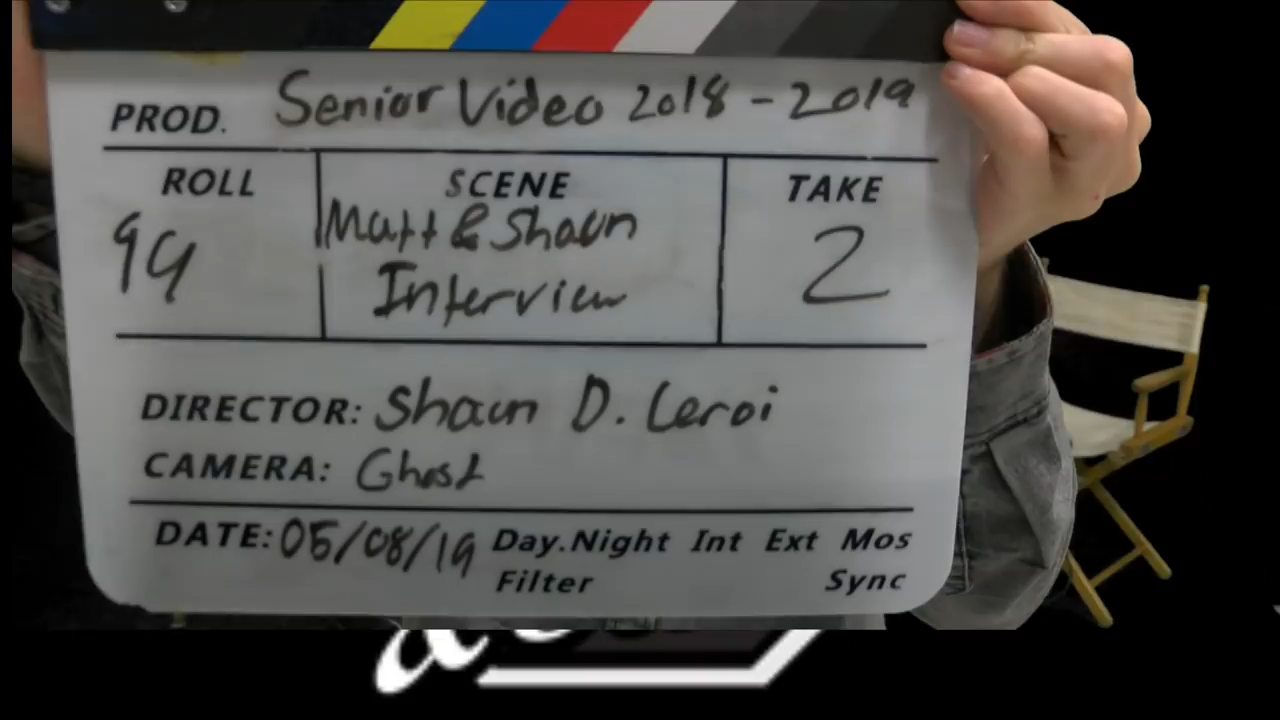 PROD. Senior Video 2018 - 2019
ROLL SCENE TAKE
99 Matt & Shaun 2
Interview
DIRECTOR: Shaun D. Leroi
CAMERA: Ghost
DATE: 05/08/19 Day.Night Int Ext Mos
Filter Sync